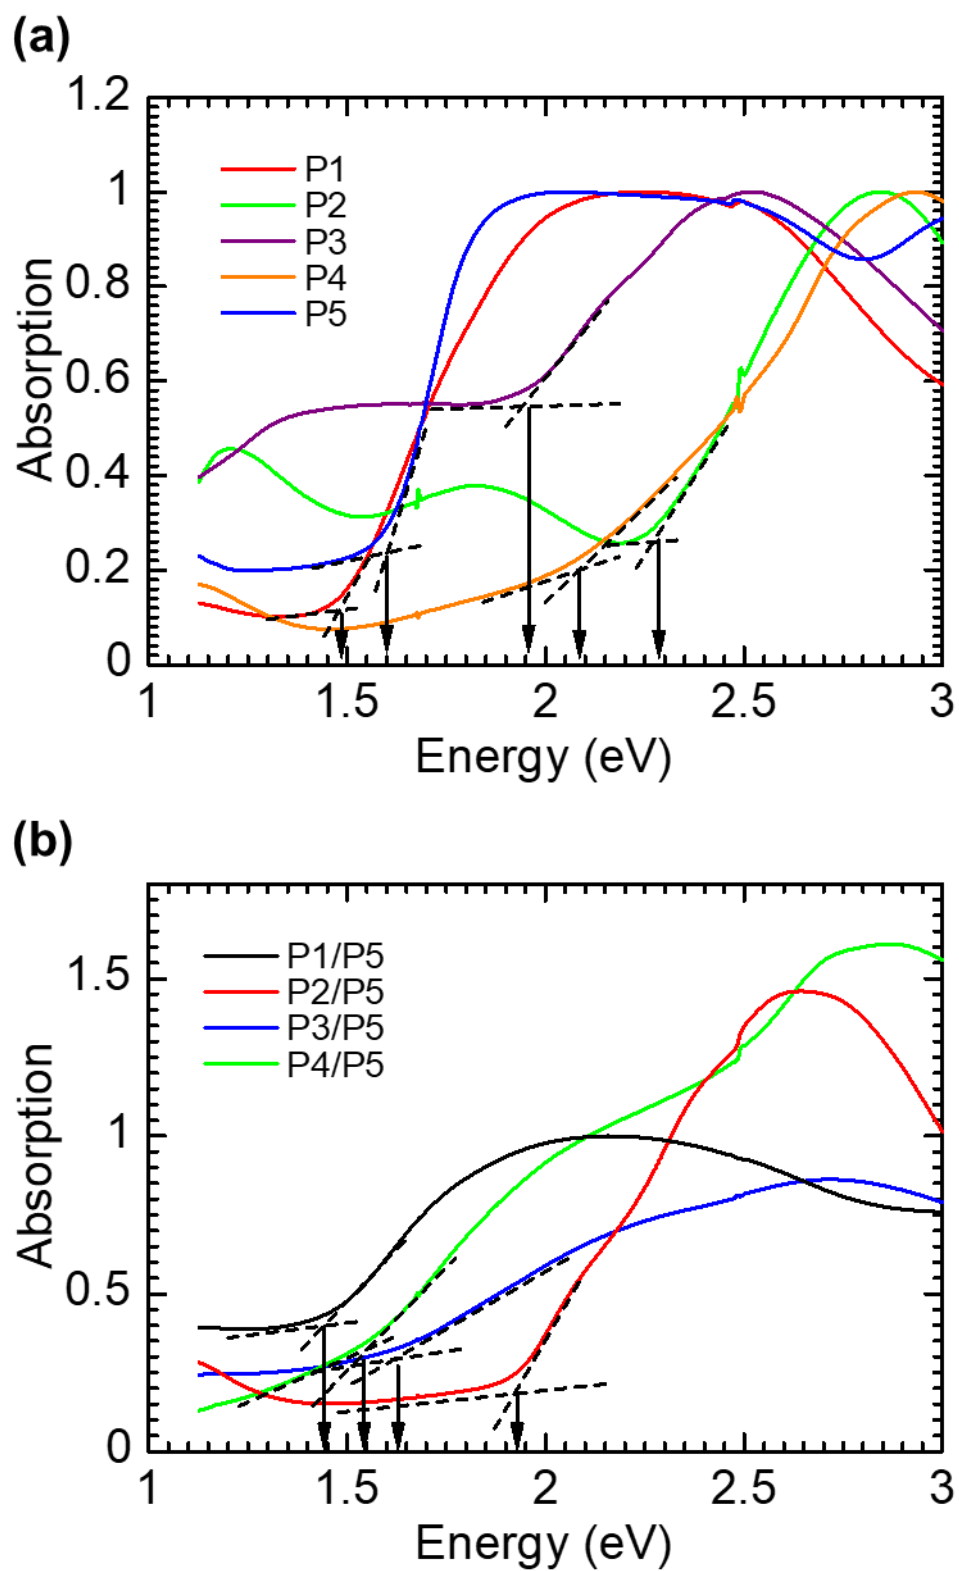 (a)
1.2
1
0.8
0.6
0.4
0.2
0
Absorption
P1
P2
P3
P4
P5
1
1.5
2
2.5
3
Energy (eV)
(b)
1.5
1
0.5
0
Absorption
P1/P5
P2/P5
P3/P5
P4/P5
1
1.5
2
2.5
3
Energy (eV)